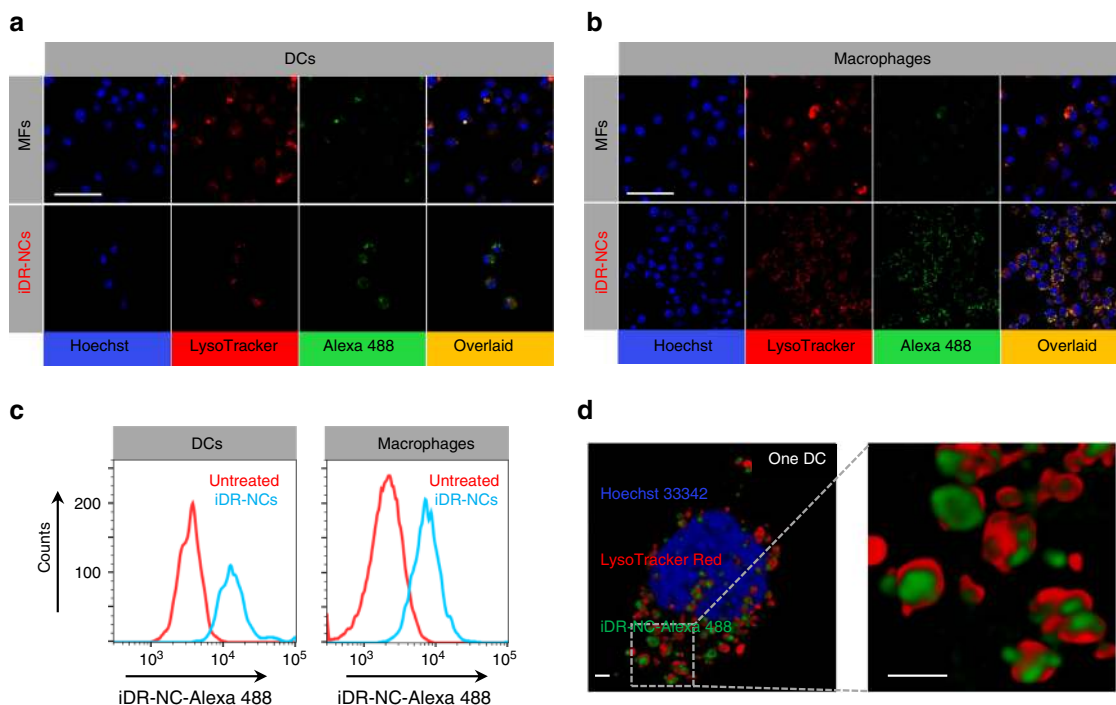 a
DCs
MFs
iDR-NCs
Hoechst LysoTracker Alexa 488 Overlaid
b
Macrophages
MFs
iDR-NCs
Hoechst LysoTracker Alexa 488 Overlaid
c
DCs
Untreated
iDR-NCs
Counts
200
100
10³ 10⁴ 10⁵
iDR-NC-Alexa 488
Macrophages
Untreated
iDR-NCs
10³ 10⁴ 10⁵
iDR-NC-Alexa 488
d
One DC
Hoechst 33342
LysoTracker Red
iDR-NC-Alexa 488